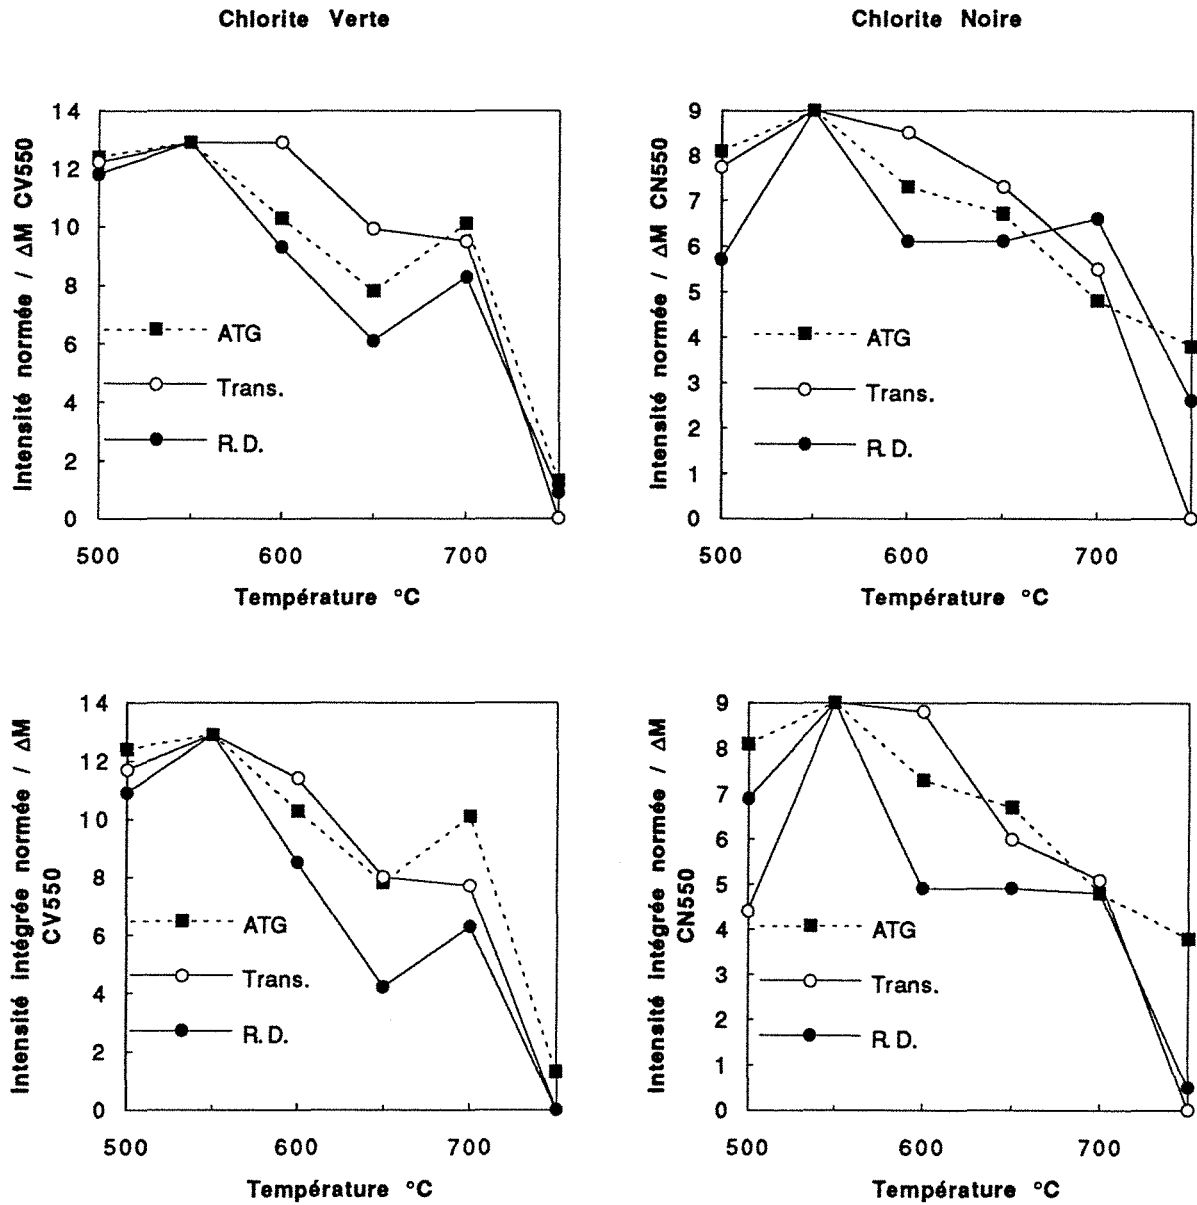 Chlorite Verte
Chlorite Noire
Intensité normée / ΔM CV550
14
12
10
8
6
4
2
0
ATG
Trans.
R.D.
500
600
700
Température °C
Intensité normée / ΔM CN550
9
8
7
6
5
4
3
2
1
0
ATG
Trans.
R.D.
500
600
700
Température °C
Intensité intégrée normée / ΔM
CV550
14
12
10
8
6
4
2
0
ATG
Trans.
R.D.
500
600
700
Température °C
Intensité intégrée normée / ΔM
CN550
9
8
7
6
5
4
3
2
1
0
ATG
Trans.
R.D.
500
600
700
Température °C